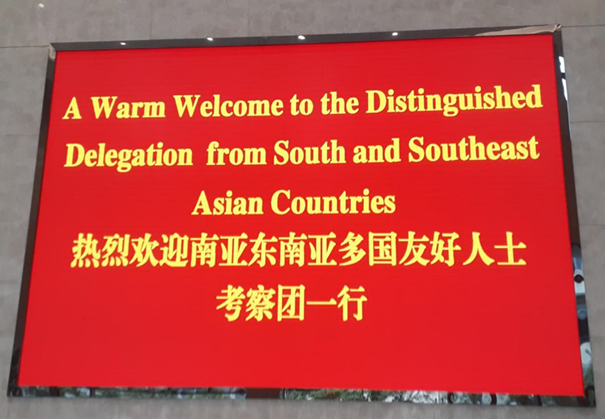 A Warm Welcome to the Distinguished
Delegation from South and Southeast
Asian Countries
热烈欢迎南亚东南亚多国友好人士
考察团一行